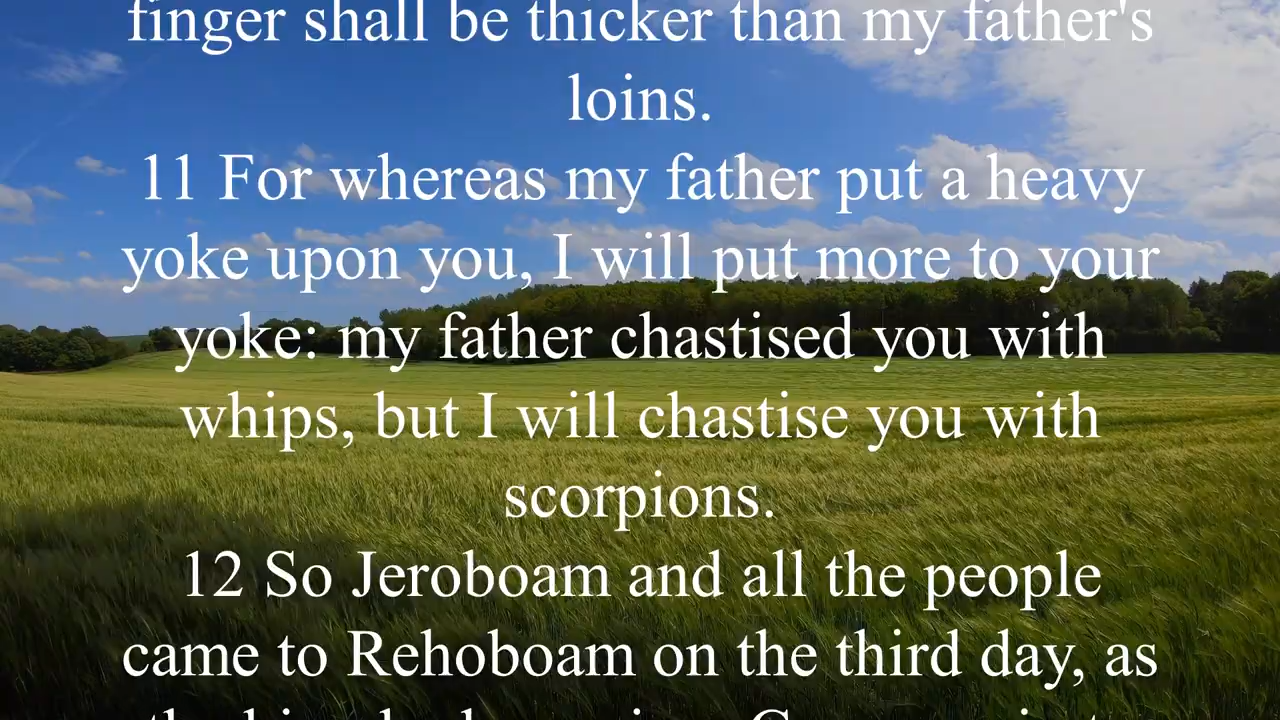 finger shall be thicker than my father's
loins.
11 For whereas my father put a heavy
yoke upon you, I will put more to your
yoke: my father chastised you with
whips, but I will chastise you with
scorpions.
12 So Jeroboam and all the people
came to Rehoboam on the third day, as